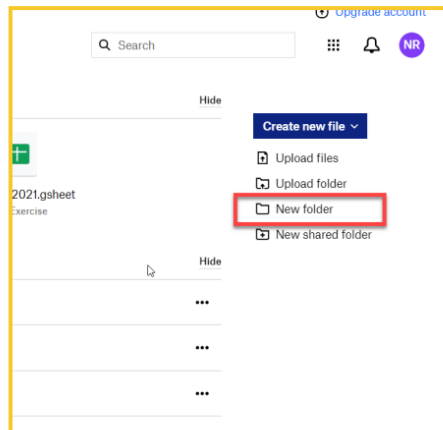 Upgrade account
Search
NR
Hide
Create new file
Upload files
2021.gsheet
Upload folder
Exercise
New folder
New shared folder
Hide